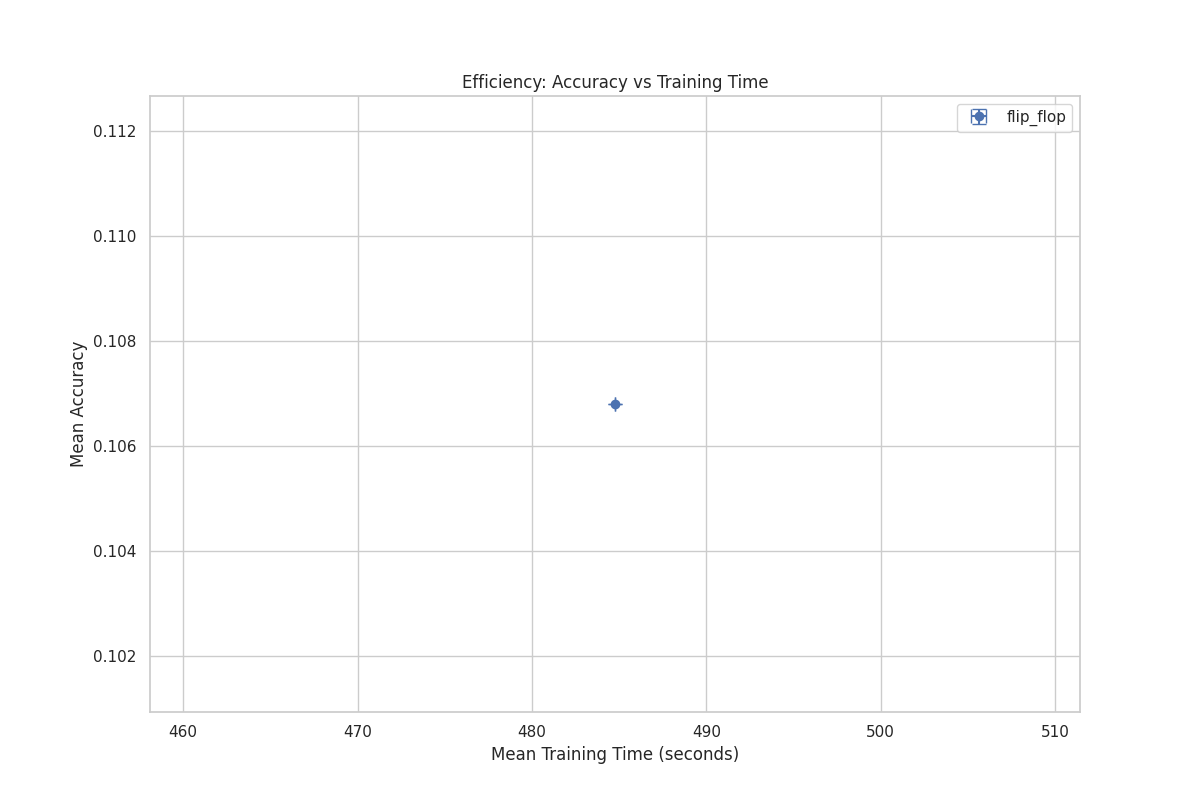 Efficiency: Accuracy vs Training Time
flip_flop
0.112
0.110
0.108
0.106
0.104
0.102
Mean Accuracy
460 470 480 490 500 510
Mean Training Time (seconds)